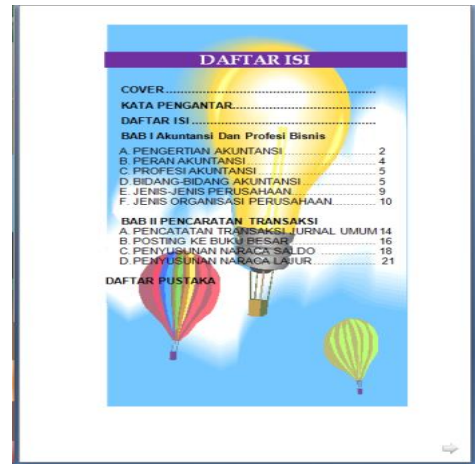 DAFTAR ISI
COVER........................................................
KATA PENGANTAR.....................................
DAFTAR ISI..................................................
BAB I Akuntansi Dan Profesi Bisnis
A. PENGERTIAN AKUNTANSI............................ 2
B. PERAN AKUNTANSI.................................... 4
C. PROFESI AKUNTANSI................................. 5
D. BIDANG-BIDANG AKUNTANSI....................... 5
E. JENIS-JENIS PERUSAHAAN......................... 9
F. JENIS ORGANISASI PERUSAHAAN............. 10
BAB II PENCARATAN TRANSAKSI
A. PENCATATAN TRANSAKSI JURNAL UMUM 14
B. POSTING KE BUKU BESAR........................ 16
C. PENYUSUNAN NARACA SALDO................. 18
D. PENYUSUNAN NARACA LAJUR.................. 21
DAFTAR PUSTAKA